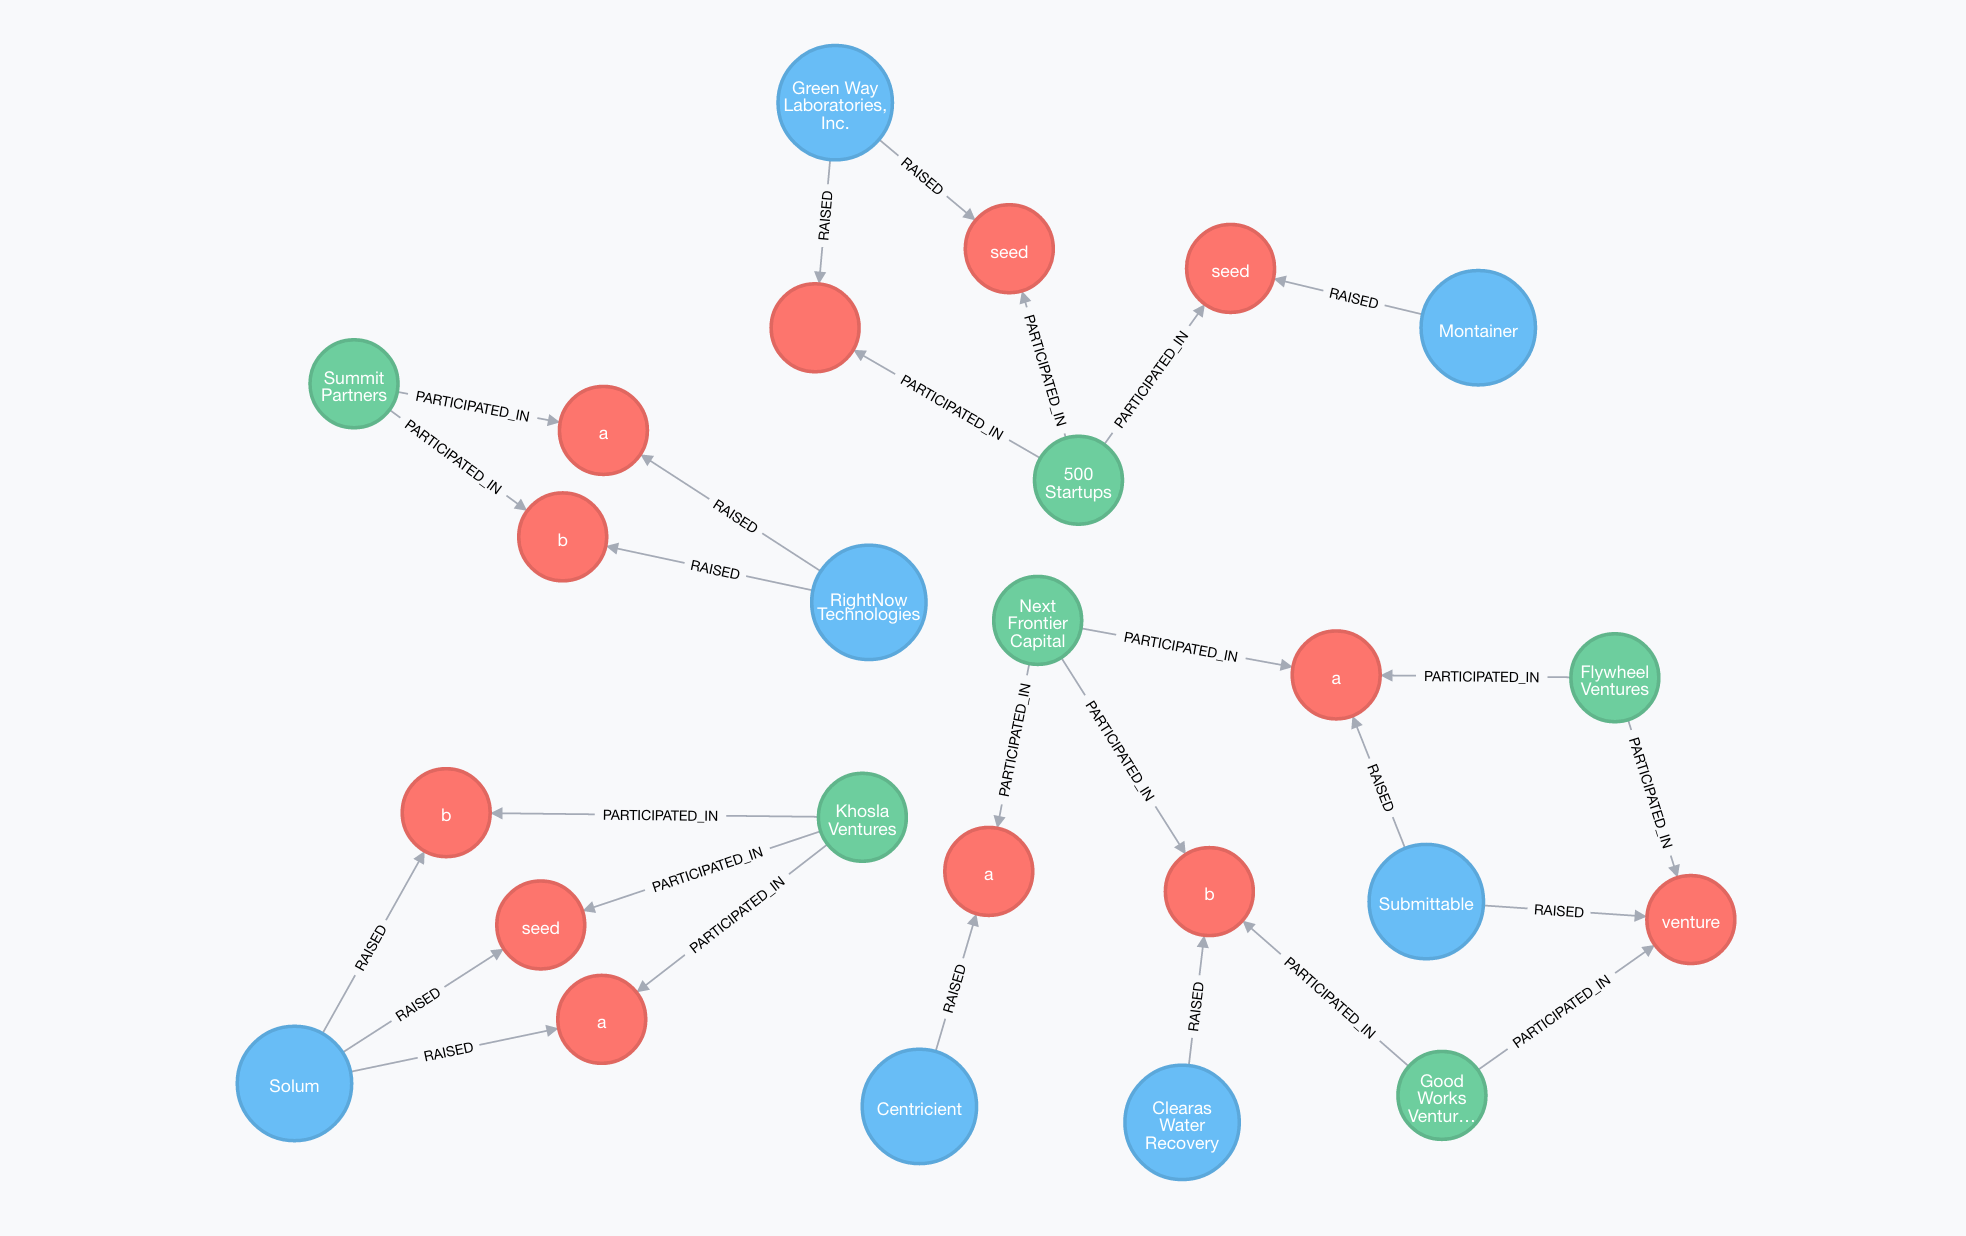 Green Way
Laboratories,
Inc.
RAISED
RAISED
seed
seed
RAISED
Montainer
PARTICIPATED_IN
PARTICIPATED_IN
PARTICIPATED_IN
500
Startups
Summit
Partners
PARTICIPATED_IN
PARTICIPATED_IN
a
b
RAISED
RAISED
RightNow
Technologies
Next
Frontier
Capital
PARTICIPATED_IN
a
PARTICIPATED_IN
Flywheel
Ventures
PARTICIPATED_IN
PARTICIPATED_IN
RAISED
PARTICIPATED_IN
b
PARTICIPATED_IN
Khosla
Ventures
PARTICIPATED_IN
PARTICIPATED_IN
seed
a
RAISED
RAISED
RAISED
Solum
a
RAISED
Centricient
b
RAISED
Clearas
Water
Recovery
Submittable
RAISED
venture
PARTICIPATED_IN
PARTICIPATED_IN
Good
Works
Ventur...